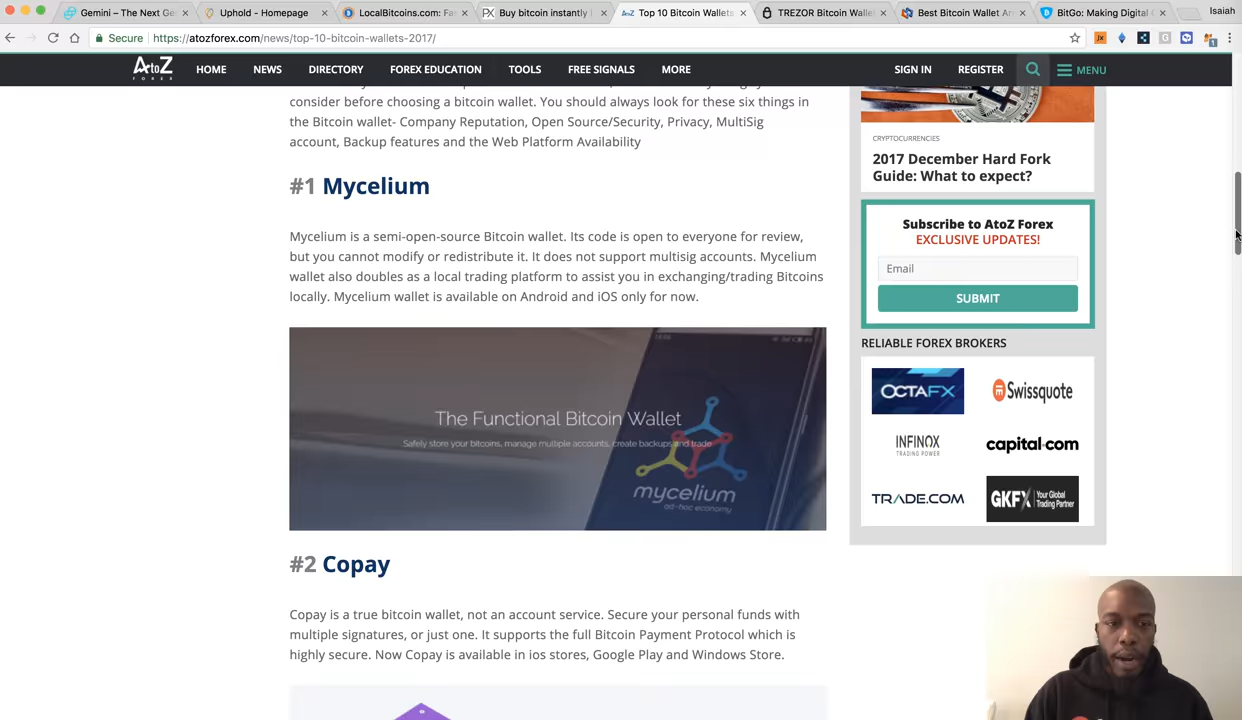 Gemini – The Next Ge
Uphold - Homepage
LocalBitcoins.com: Fas
Buy bitcoin instantly
Top 10 Bitcoin Wallets
TREZOR Bitcoin Walle
Best Bitcoin Wallet Ar
BitGo: Making Digital
Isaiah
Secure
https://atozforex.com/news/top-10-bitcoin-wallets-2017/
AtoZ
FOREX
HOME
NEWS
DIRECTORY
FOREX EDUCATION
TOOLS
FREE SIGNALS
MORE
SIGN IN
REGISTER
MENU
consider before choosing a bitcoin wallet. You should always look for these six things in
the Bitcoin wallet- Company Reputation, Open Source/Security, Privacy, MultiSig
account, Backup features and the Web Platform Availability
#1 Mycelium
Mycelium is a semi-open-source Bitcoin wallet. Its code is open to everyone for review,
but you cannot modify or redistribute it. It does not support multisig accounts. Mycelium
wallet also doubles as a local trading platform to assist you in exchanging/trading Bitcoins
locally. Mycelium wallet is available on Android and iOS only for now.
The Functional Bitcoin Wallet
Safely store your bitcoins, manage multiple accounts, create backups and trade
mycelium
ad-hoc economy
#2 Copay
Copay is a true bitcoin wallet, not an account service. Secure your personal funds with
multiple signatures, or just one. It supports the full Bitcoin Payment Protocol which is
highly secure. Now Copay is available in ios stores, Google Play and Windows Store.
CRYPTOCURRENCIES
2017 December Hard Fork
Guide: What to expect?
Subscribe to AtoZ Forex
EXCLUSIVE UPDATES!
Email
SUBMIT
RELIABLE FOREX BROKERS
OCTAFX
Swissquote
INFINOX
TRADING POWER
capital.com
TRADE.COM
GKFX Your Global
Trading Partner